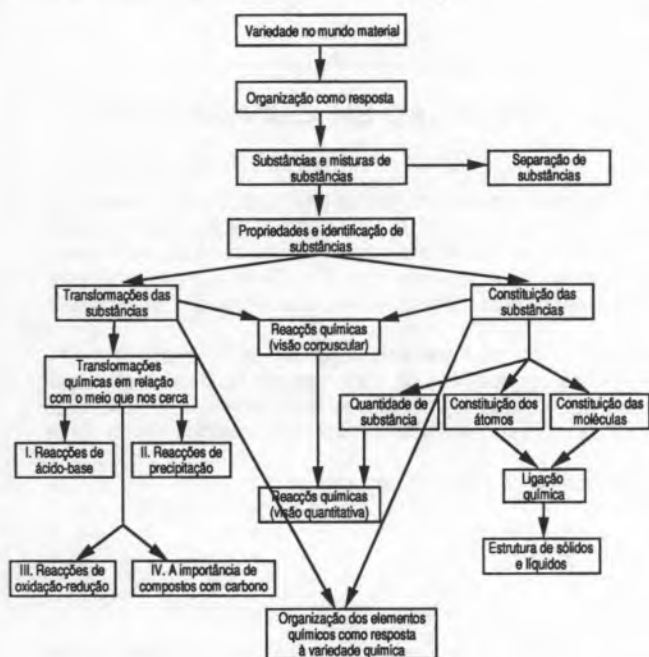 Variedade no mundo material
Organização como resposta
Substâncias e misturas de
substâncias
Separação de
substâncias
Propriedades e identificação de
substâncias
Transformações das
substâncias
Constituição das
substâncias
Reacçõs químicas
(visão corpuscular)
Transformações
químicas em relação
com o meio que nos cerca
Quantidade de
substância
Constituição dos
átomos
Constituição das
moléculas
I. Reacções de
ácido-base
II. Reacções de
precipitação
Reacçõs químicas
(visão quantitativa)
Ligação
química
Estrutura de sólidos
e líquidos
III. Reacções de
oxidação-redução
IV. A importância de
compostos com carbono
Organização dos elementos
químicos como resposta
à variedade química